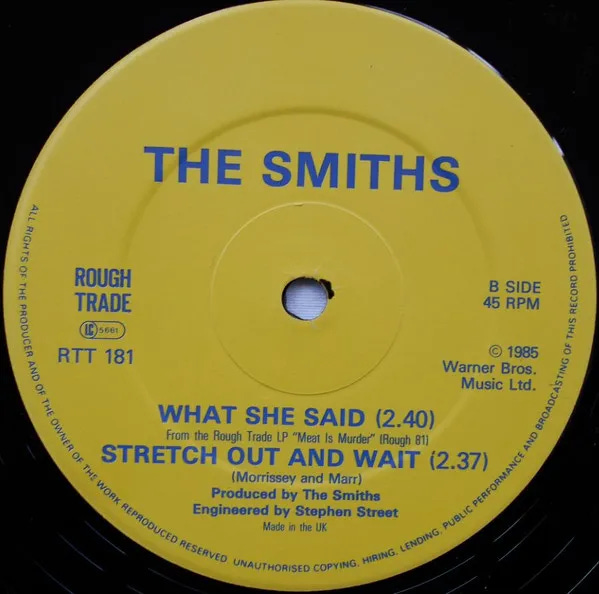 THE SMITHS
ROUGH
TRADE
LC 5661
RTT 181
B SIDE
45 RPM
© 1985
Warner Bros.
Music Ltd.
WHAT SHE SAID (2.40)
From the Rough Trade LP "Meat Is Murder" (Rough 81)
STRETCH OUT AND WAIT (2.37)
(Morrissey and Marr)
Produced by The Smiths
Engineered by Stephen Street
Made in the UK
ALL RIGHTS OF THE PRODUCER AND OF THE OWNER OF THE WORK REPRODUCED RESERVED UNAUTHORISED COPYING, HIRING, LENDING, PUBLIC PERFORMANCE AND BROADCASTING OF THIS RECORD PROHIBITED